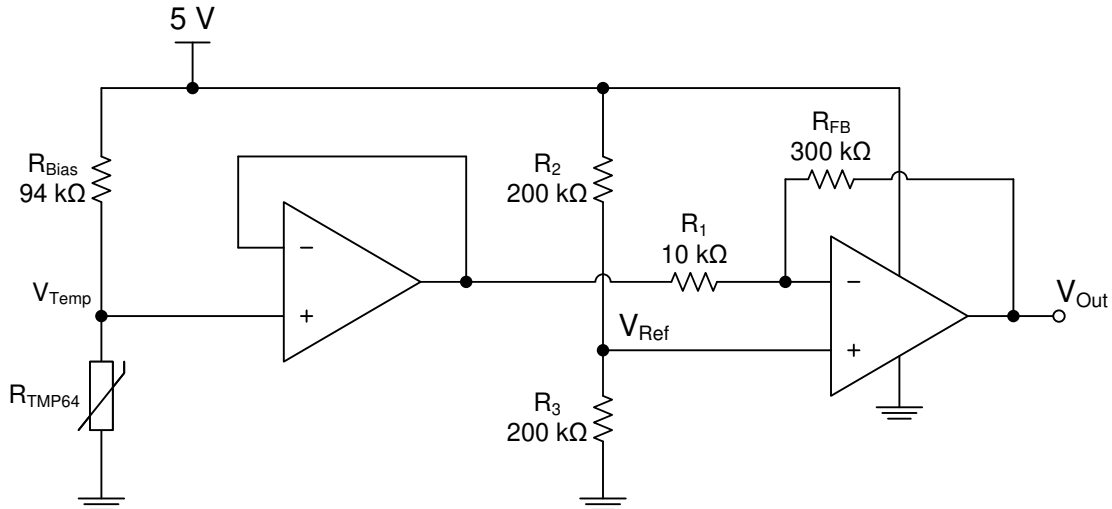 5 V
R_Bias
94 kΩ
R_2
200 kΩ
R_FB
300 kΩ
R_1
10 kΩ
−
+
V_Temp
V_Ref
−
+
V_Out
R_TMP64
R_3
200 kΩ